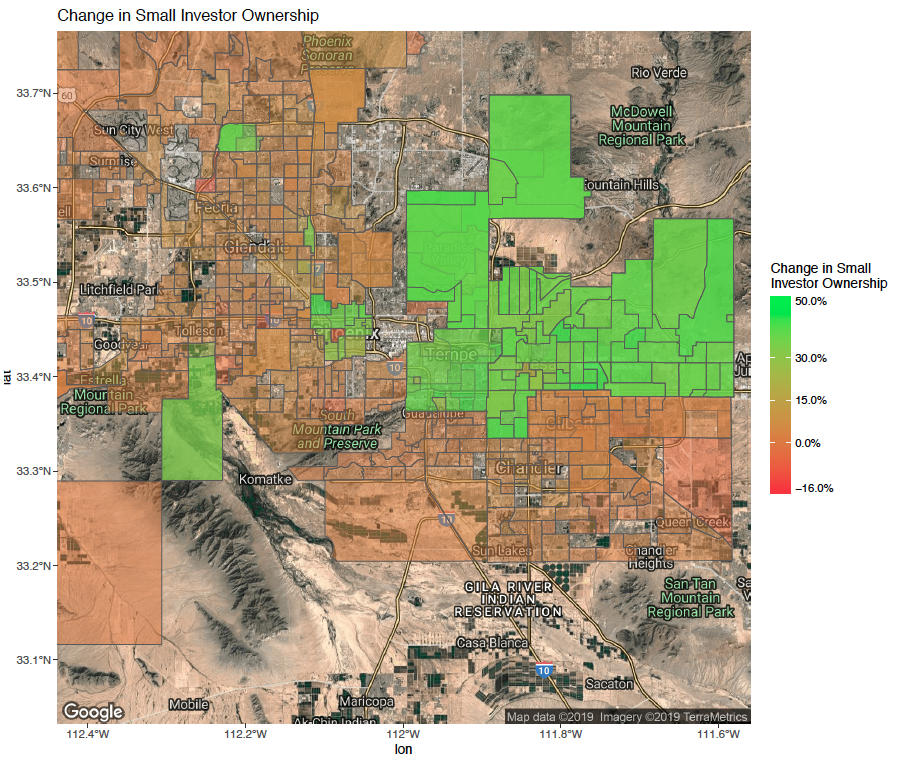 Change in Small Investor Ownership
Phoenix
Sonoran
Preserve
33.7°N
60
Rio Verde
McDowell
Mountain
Regional Park
Sun City West
Surprise
33.6°N
Fountain Hills
Peoria
Glendale
33.5°N
Litchfield Park
10
Tolleson
Phoenix
Goodyear
Tempe
10
33.4°N
lat
Estrella
Mountain
Regional Park
Guadalupe
South
Mountain Park
and Preserve
Gilbert
33.3°N
Komatke
Chandler
10
Queen Creek
Sun Lakes
Chandler
Heights
33.2°N
GILA RIVER
INDIAN
RESERVATION
San Tan
Mountain
Regional Park
Casa Blanca
33.1°N
10
Sacaton
Mobile
Maricopa
Ak-Chin Indian
Google
Map data ©2019 Imagery ©2019 TerraMetrics
112.4°W
112.2°W
112°W
111.8°W
111.6°W
lon
Change in Small
Investor Ownership
50.0%
30.0%
15.0%
0.0%
−16.0%